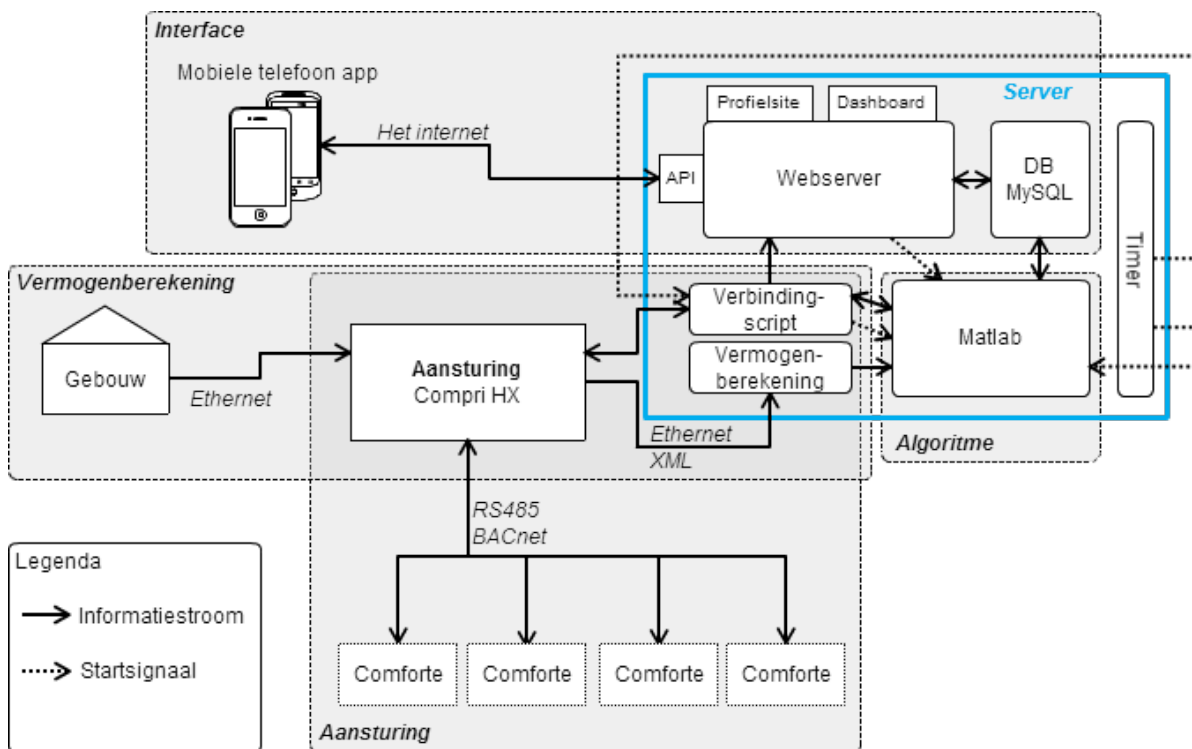 Interface
Mobiele telefoon app
Het internet
Server
Profielsite
Dashboard
API
Webserver
DB
MySQL
Timer
Vermogenberekening
Gebouw
Ethernet
Aansturing
Compri HX
Verbinding-
script
Vermogen-
berekening
Matlab
Ethernet
XML
Algoritme
RS485
BACnet
Legenda
Informatiestroom
Startsignaal
Comforte
Comforte
Comforte
Comforte
Aansturing